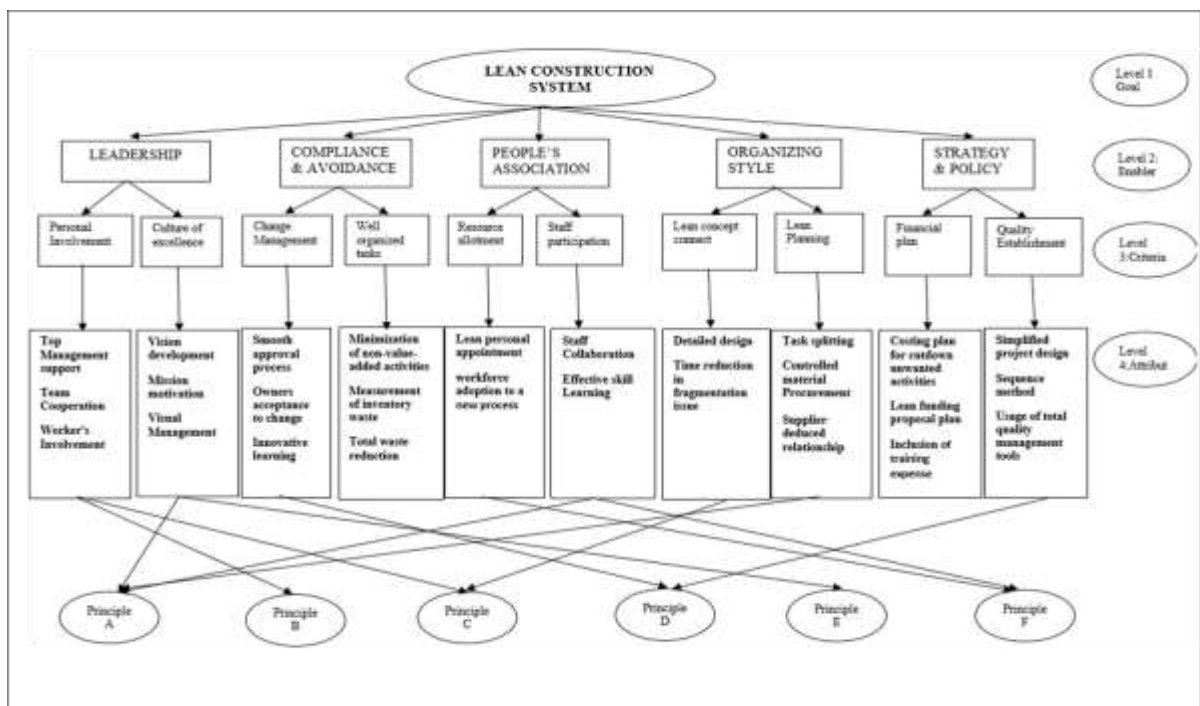 LEAN CONSTRUCTION
SYSTEM
Level 1
Goal
LEADERSHIP
COMPLIANCE
& AVOIDANCE
PEOPLE'S
ASSOCIATION
ORGANIZING
STYLE
STRATEGY
& POLICY
Level 2:
Enabler
Personal
Involvement
Culture of
excellence
Change
Management
Well
organized
tasks
Resource
allotment
Staff
participation
Lean concept
connect
Lean
Planning
Financial
plan
Quality
Establishment
Level
3:Criteria
Top
Management
support
Team
Cooperation
Worker's
Involvement
Vision
development
Mission
motivation
Visual
Management
Smooth
approval
process
Owners
acceptance
to change
Innovative
learning
Minimization
of non-value-
added activities
Measurement
of inventory
waste
Total waste
reduction
Lean personal
appointment
workforce
adoption to a
new process
Staff
Collaboration
Effective skill
Learning
Detailed design
Time reduction
in
fragmentation
issue
Task splitting
Controlled
material
Procurement
Supplier-
deduced
relationship
Costing plan
for cutdown
unwanted
activities
Lean funding
proposal plan
Inclusion of
training
expense
Simplified
project design
Sequence
method
Usage of total
quality
management
tools
Level
4:Attribut
Principle
A
Principle
B
Principle
C
Principle
D
Principle
E
Principle
F